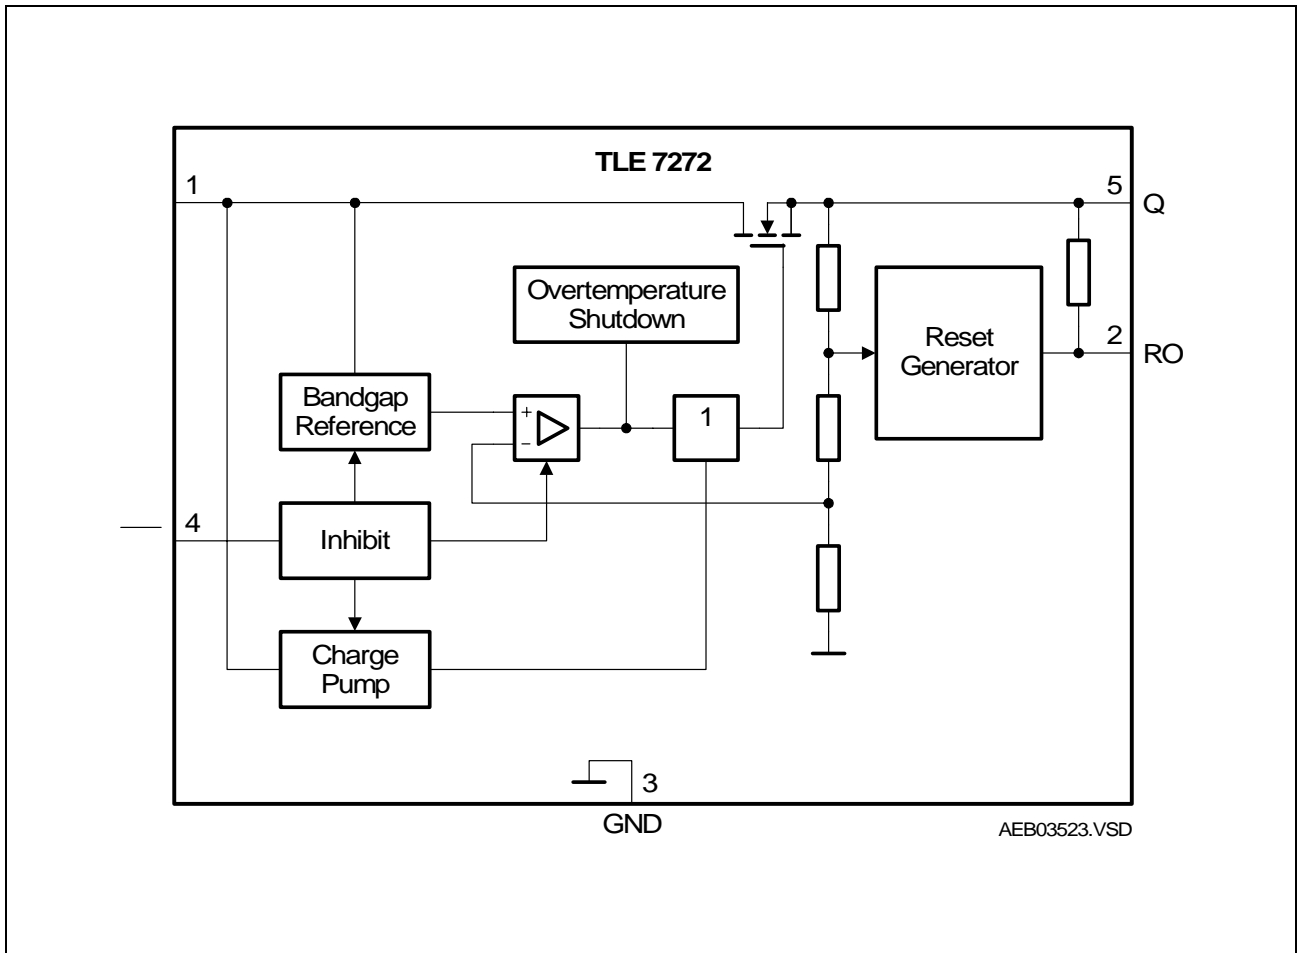 TLE 7272
1
5
Q
Overtemperature
Shutdown
Reset
Generator
2
RO
Bandgap
Reference
+
−
1
4
Inhibit
Charge
Pump
3
GND
AEB03523.VSD